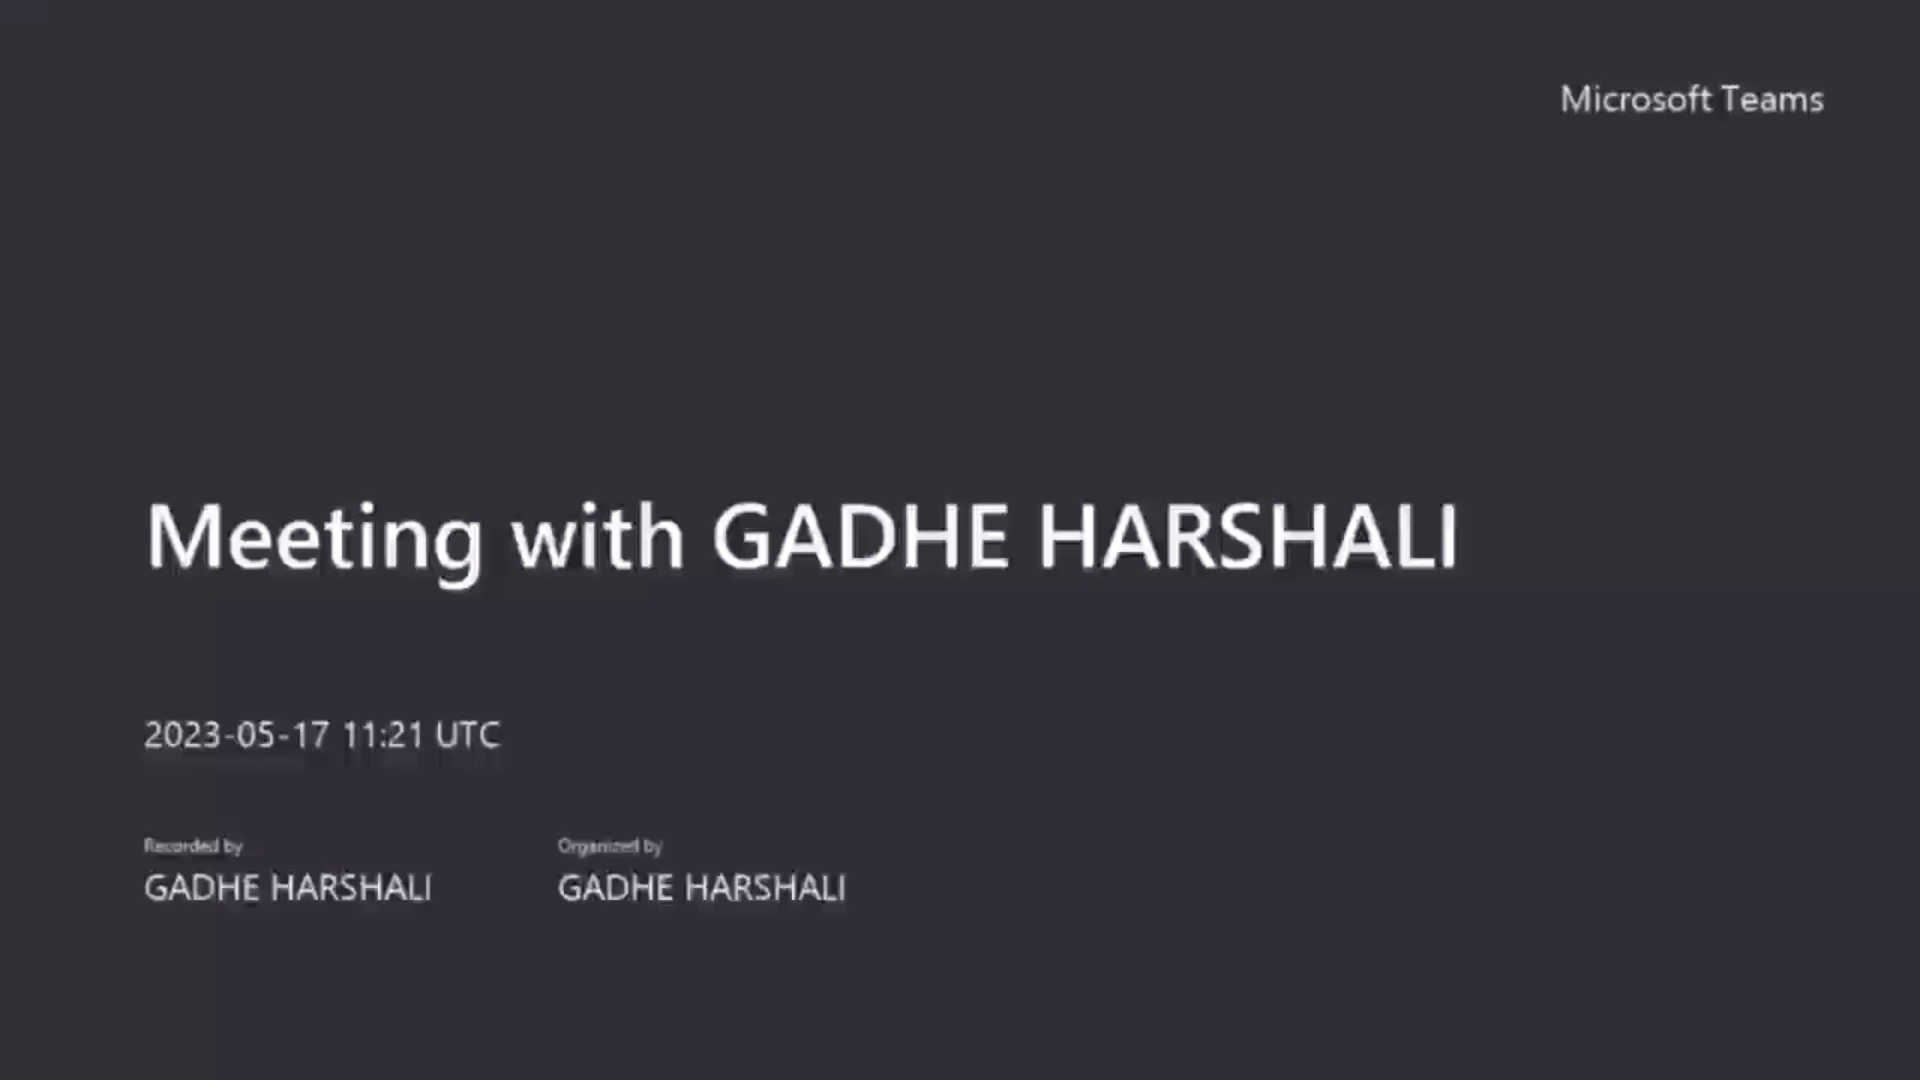 Microsoft Teams
Meeting with GADHE HARSHALI
2023-05-17 11:21 UTC
Recorded by
GADHE HARSHALI
Organized by
GADHE HARSHALI